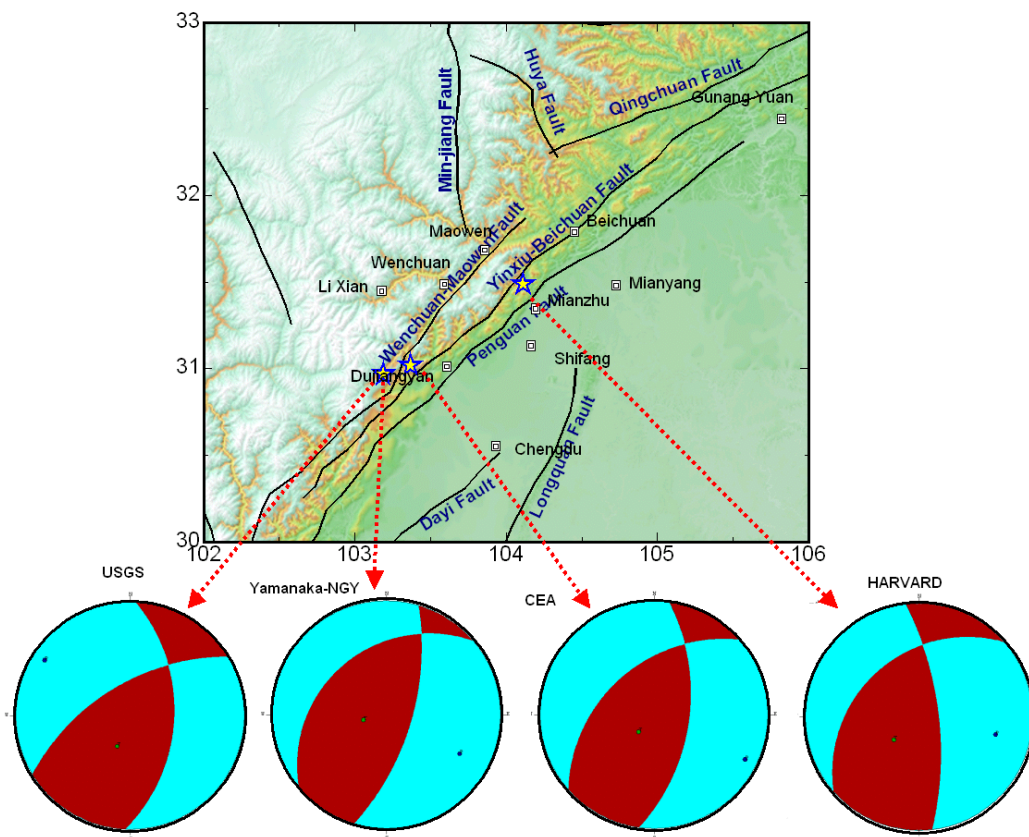 33
32
31
30
102
103
104
105
106
Min-jiang Fault
Huya Fault
Qingchuan Fault
Gunang Yuan
Maowen
Wenchuan
Li Xian
Wenchuan-MaowenFault
Yinxiu-Beichuan Fault
Beichuan
Mianyang
Mianzhu
Penguan Fault
Shifang
Dujiangyan
Chengdu
Dayi Fault
Longquan Fault
USGS
Yamanaka-NGY
CEA
HARVARD